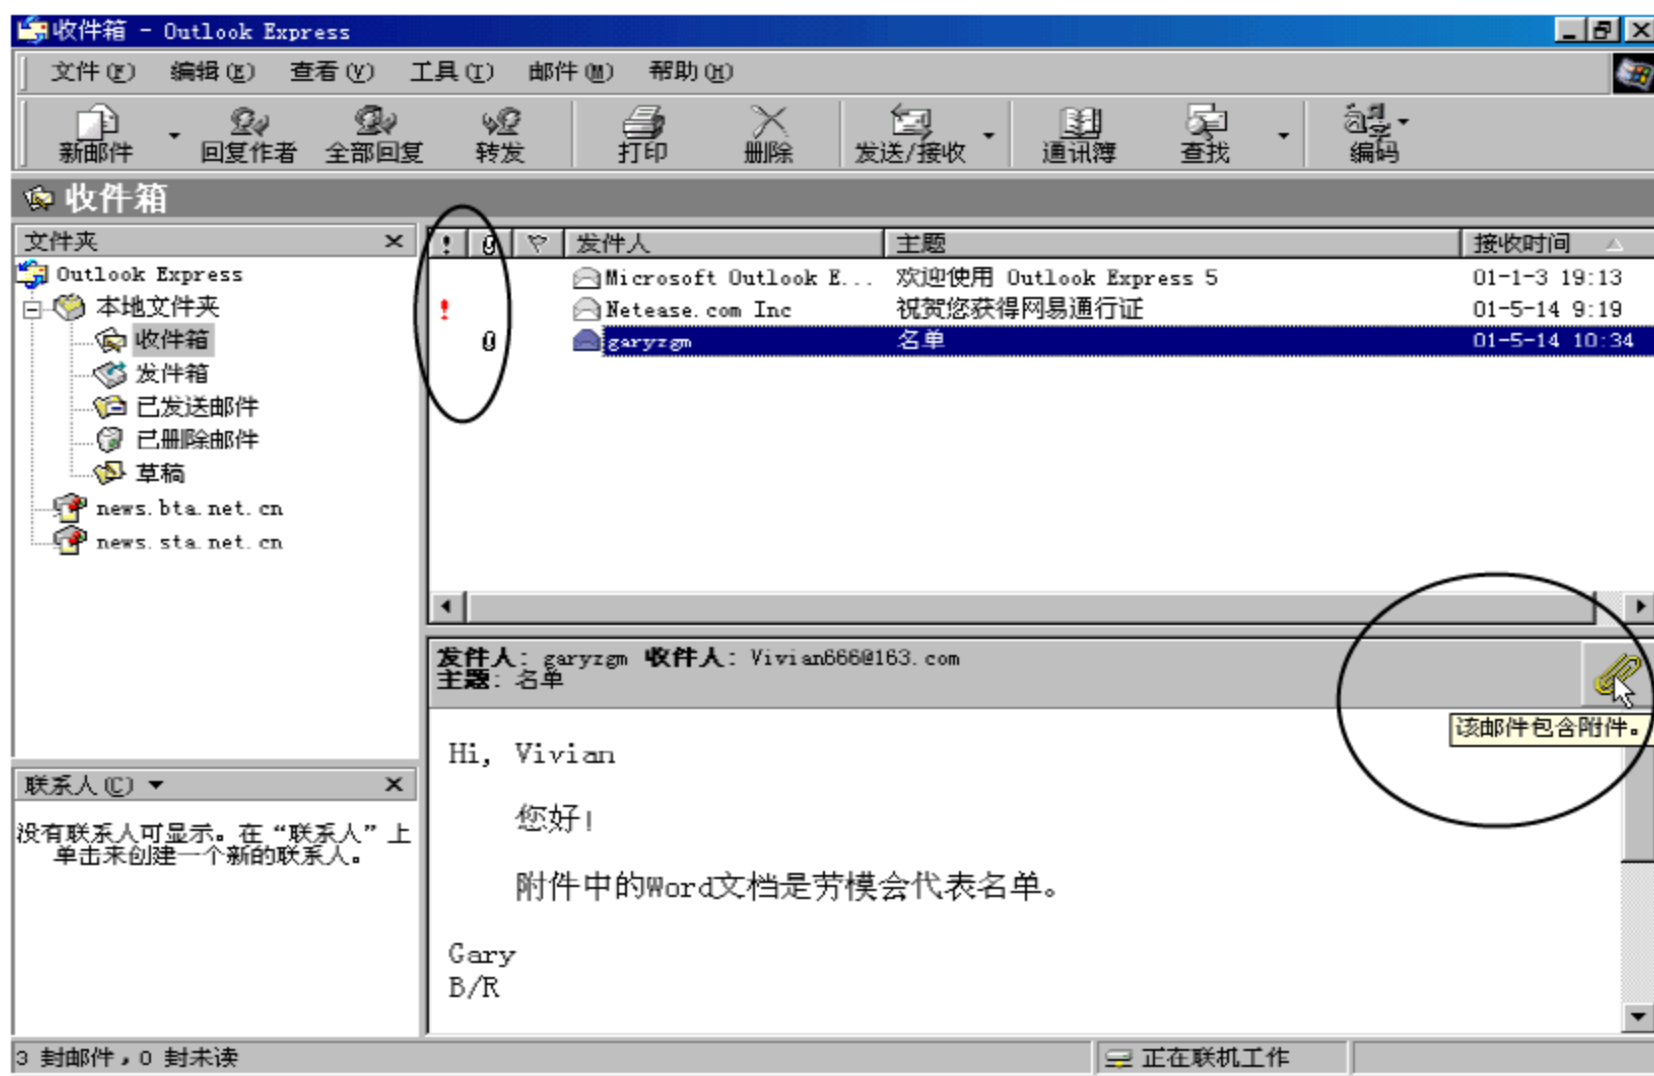 收件箱 - Outlook Express
文件(F) 编辑(E) 查看(V) 工具(T) 邮件(M) 帮助(H)
新邮件 回复作者 全部回复 转发 打印 删除 发送/接收 通讯簿 查找 编码
收件箱
文件夹
Outlook Express
本地文件夹
收件箱
发件箱
已发送邮件
已删除邮件
草稿
news.bta.net.cn
news.sta.net.cn
联系人(C)
没有联系人可显示。在“联系人”上
单击来创建一个新的联系人。
! 发件人 主题 接收时间
Microsoft Outlook E... 欢迎使用 Outlook Express 5 01-1-3 19:13
! Netease.com Inc 祝贺您获得网易通行证 01-5-14 9:19
garyzgm 名单 01-5-14 10:34
发件人: garyzgm 收件人: Vivian666@163.com
主题: 名单
该邮件包含附件。
Hi, Vivian
您好!
附件中的Word文档是劳模会代表名单。
Gary
B/R
3 封邮件，0 封未读 正在联机工作